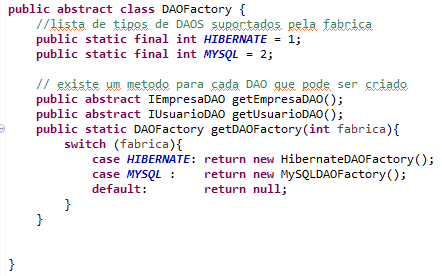 public abstract class DAOFactory {
//lista de tipos de DAOS suportados pela fabrica
public static final int HIBERNATE = 1;
public static final int MYSQL = 2;
// existe um metodo para cada DAO que pode ser criado
public abstract IEmpresaDAO getEmpresaDAO();
public abstract IUsuarioDAO getUsuarioDAO();
public static DAOFactory getDAOFactory(int fabrica){
switch (fabrica){
case HIBERNATE: return new HibernateDAOFactory();
case MYSQL :    return new MySQLDAOFactory();
default:        return null;
}
}
}